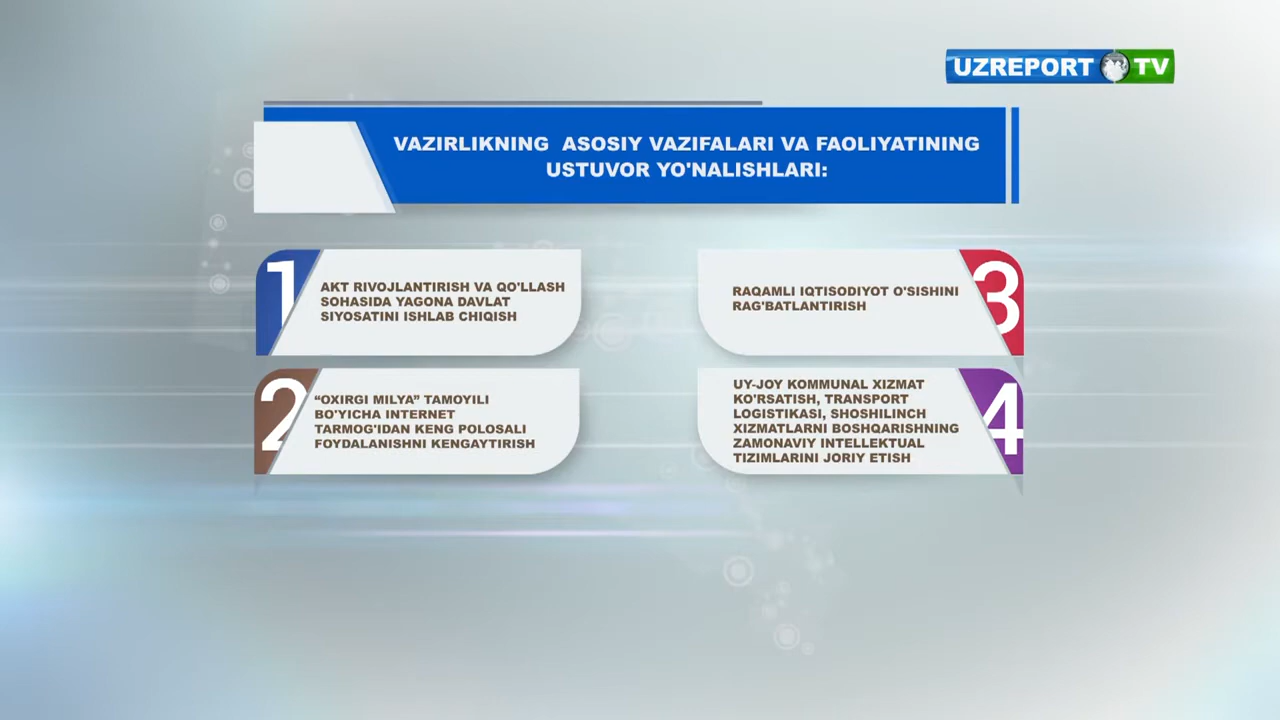 UZREPORT TV
VAZIRLIKNING ASOSIY VAZIFALARI VA FAOLIYATINING
USTUVOR YO'NALISHLARI:
1
AKT RIVOJLANTIRISH VA QO'LLASH
SOHASIDA YAGONA DAVLAT
SIYOSATINI ISHLAB CHIQISH
2
“OXIRGI MILYA” TAMOYILI
BO'YICHA INTERNET
TARMOG'IDAN KENG POLOSALI
FOYDALANISHNI KENGAYTIRISH
3
RAQAMLI IQTISODIYOT O'SISHINI
RAG'BATLANTIRISH
4
UY-JOY KOMMUNAL XIZMAT
KO'RSATISH, TRANSPORT
LOGISTIKASI, SHOSHILINCH
XIZMATLARNI BOSHQARISHNING
ZAMONAVIY INTELLEKTUAL
TIZIMLARINI JORIY ETISH